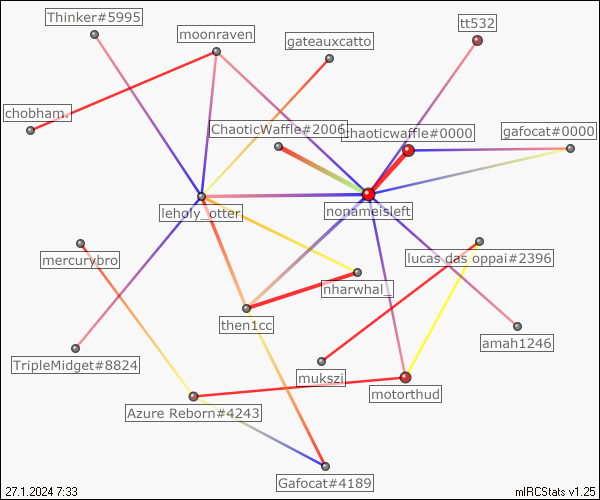 Thinker#5995
tt532
moonraven
gateauxcatto
chobham.
ChaoticWaffle#2006
Chaoticwaffle#0000
gafocat#0000
leholy_otter
nonameisleft
mercurybro
lucas das oppai#2396
nharwhal_
then1cc
amah1246
TripleMidget#8824
mukszi
motorthud
Azure Reborn#4243
Gafocat#4189
27.1.2024 7:33
mIRCStats v1.25